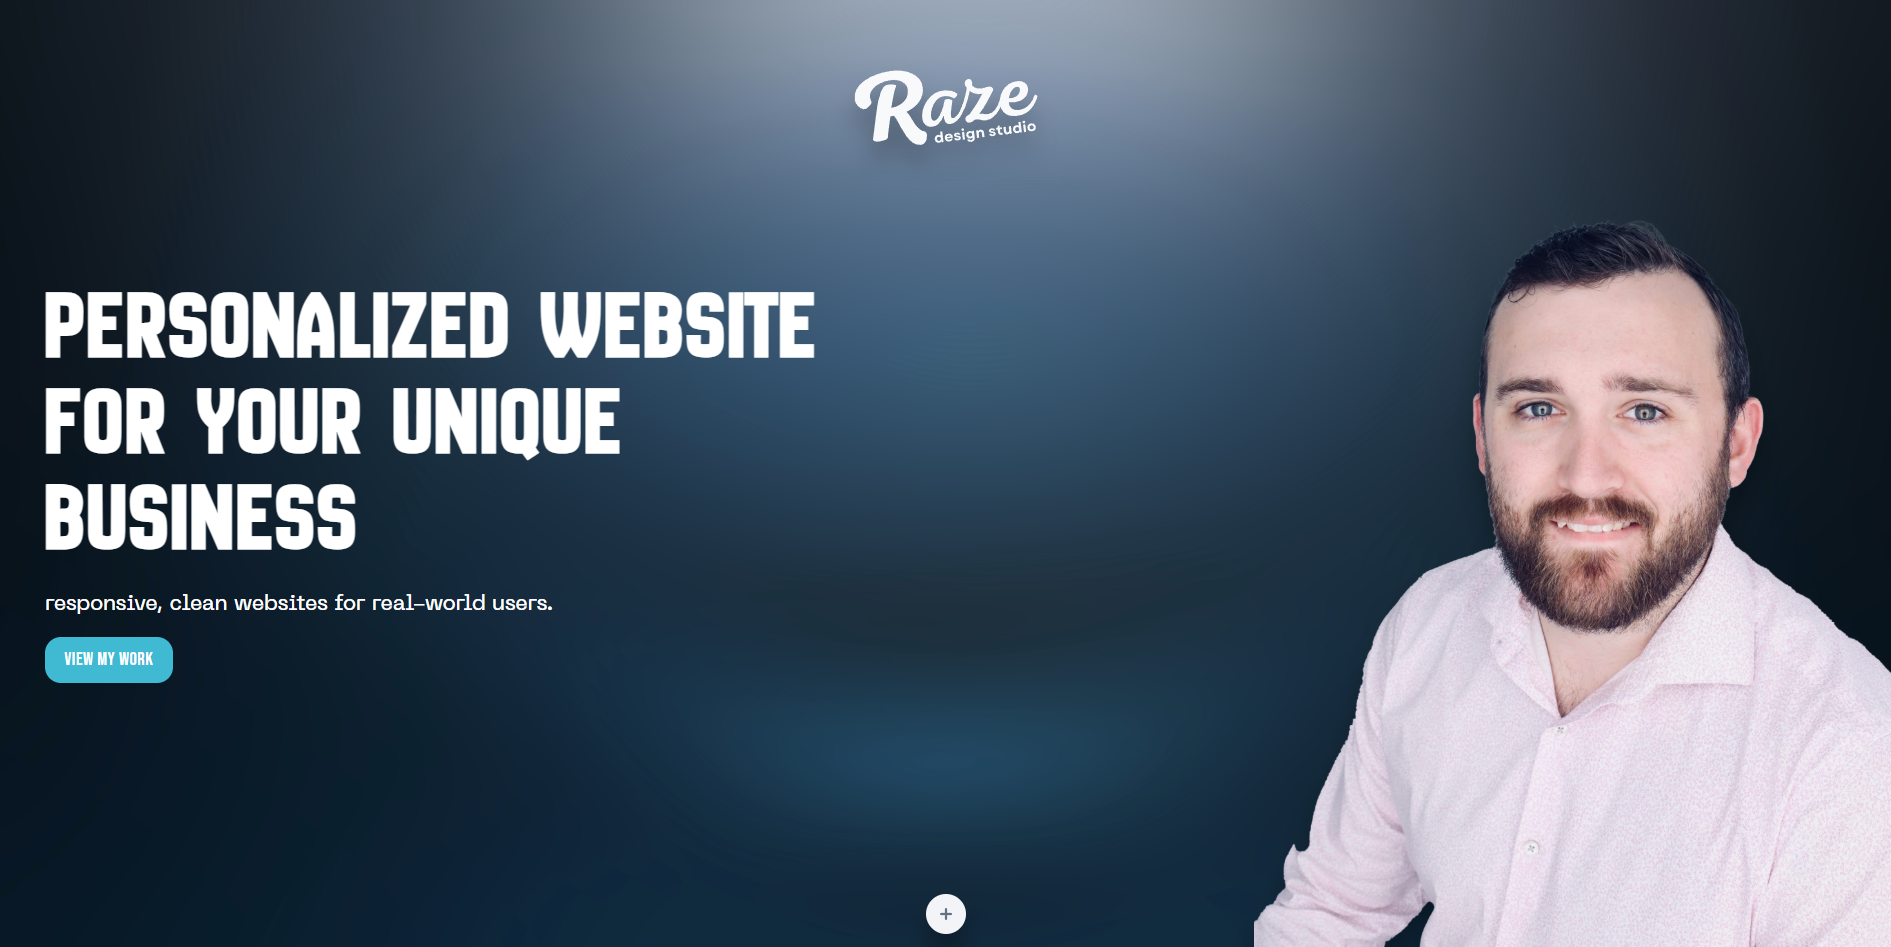 Raze
design studio
PERSONALIZED WEBSITE
FOR YOUR UNIQUE
BUSINESS
responsive, clean websites for real-world users.
VIEW MY WORK
+